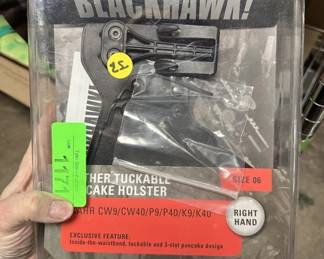 BLACKHAWK!
25
1171
THER TUCKABLE
CAKE HOLSTER
SIZE 06
AHR CW9/CW40/P9/P40/K9/K40
RIGHT
HAND
EXCLUSIVE FEATURE:
Inside-the-waistband, tuckable and 3-slot pancake design